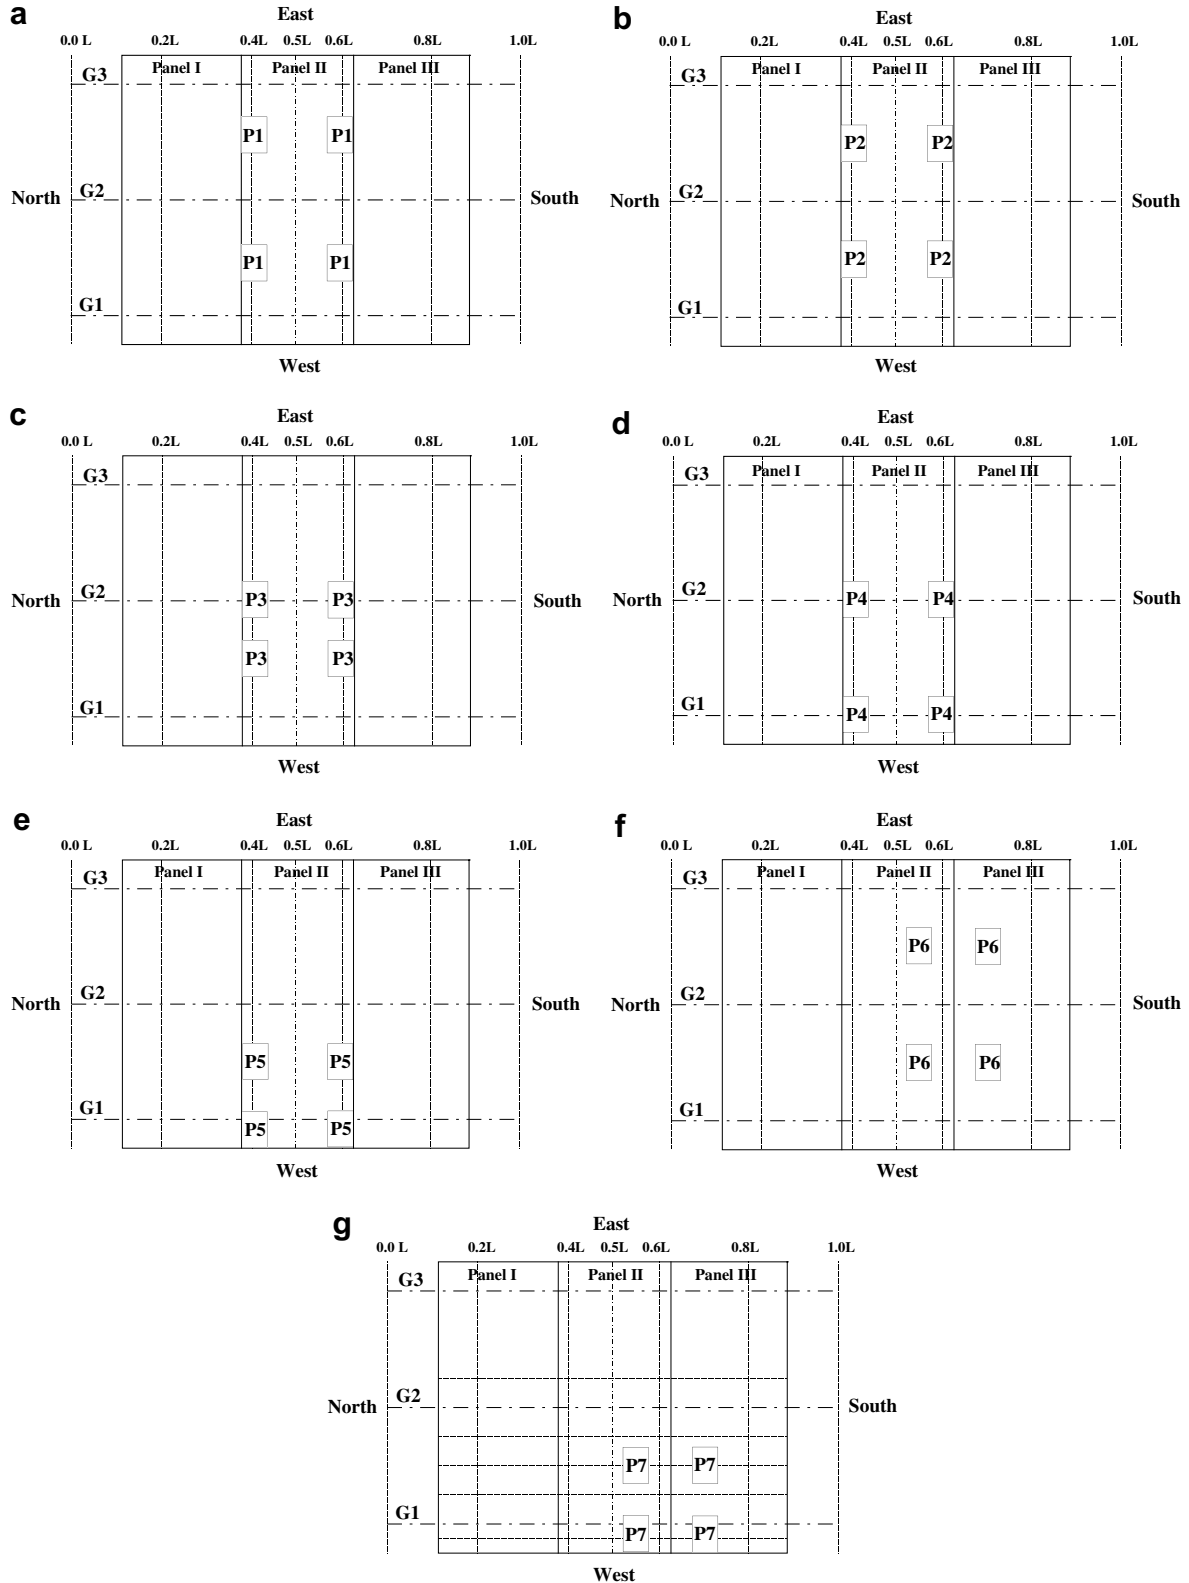 a
East
0.0 L 0.2L 0.4L 0.5L 0.6L 0.8L 1.0L
Panel I Panel II Panel III
G3
P1 P1
North G2 South
P1 P1
G1
West
b
East
0.0 L 0.2L 0.4L 0.5L 0.6L 0.8L 1.0L
Panel I Panel II Panel III
G3
P2 P2
North G2 South
P2 P2
G1
West
c
East
0.0 L 0.2L 0.4L 0.5L 0.6L 0.8L 1.0L
G3
North G2 P3 P3 South
P3 P3
G1
West
d
East
0.0 L 0.2L 0.4L 0.5L 0.6L 0.8L 1.0L
Panel I Panel II Panel III
G3
North G2 P4 P4 South
G1 P4 P4
West
e
East
0.0 L 0.2L 0.4L 0.5L 0.6L 0.8L 1.0L
Panel I Panel II Panel III
G3
North G2 South
P5 P5
G1
P5 P5
West
f
East
0.0 L 0.2L 0.4L 0.5L 0.6L 0.8L 1.0L
Panel I Panel II Panel III
G3
P6 P6
North G2 South
P6 P6
G1
West
g
East
0.0 L 0.2L 0.4L 0.5L 0.6L 0.8L 1.0L
Panel I Panel II Panel III
G3
North G2 South
P7 P7
G1
P7 P7
West